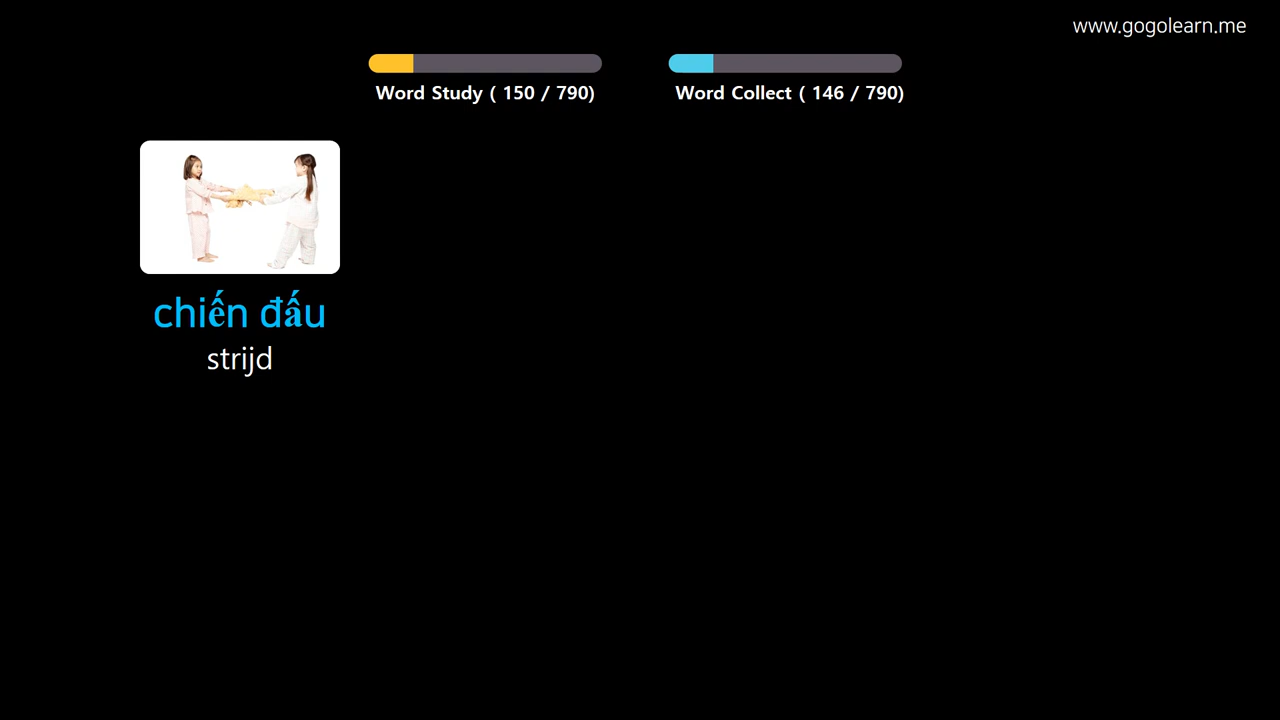 www.gogolearn.me
Word Study ( 150 / 790)
Word Collect ( 146 / 790)
chiến đấu
strijd